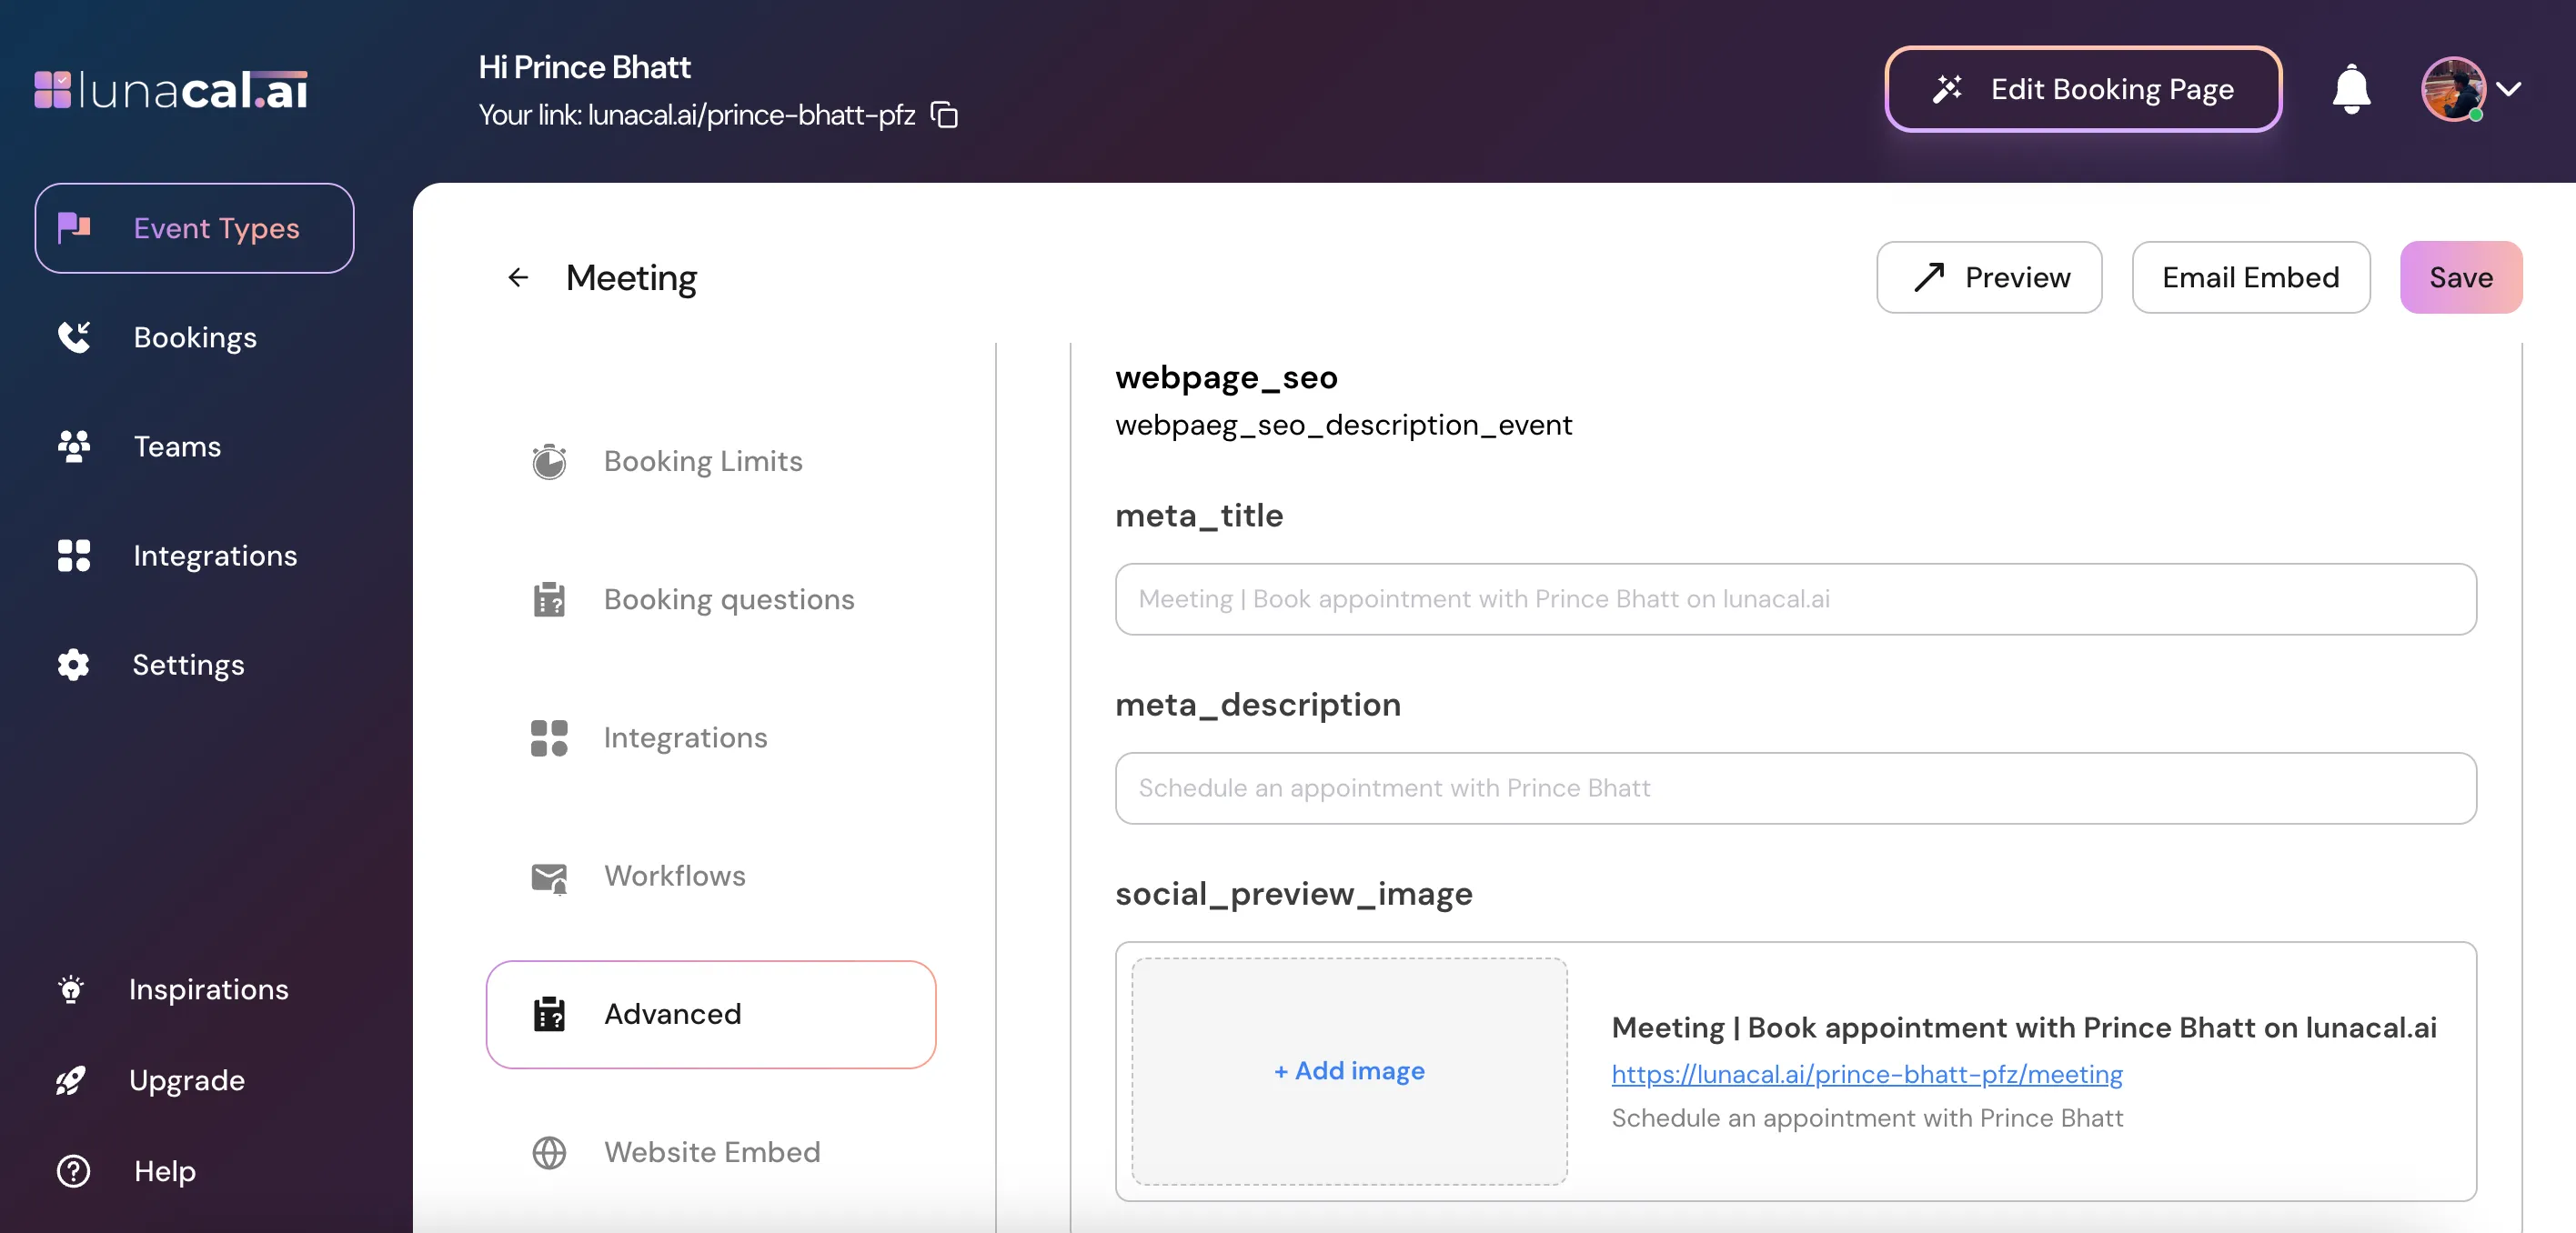 lunacal.ai
Hi Prince Bhatt
Your link: lunacal.ai/prince-bhatt-pfz
Edit Booking Page
Event Types
Bookings
Teams
Integrations
Settings
Inspirations
Upgrade
Help
Meeting
Preview
Email Embed
Save
Booking Limits
Booking questions
Integrations
Workflows
Advanced
Website Embed
webpage_seo
webpaeg_seo_description_event
meta_title
Meeting | Book appointment with Prince Bhatt on lunacal.ai
meta_description
Schedule an appointment with Prince Bhatt
social_preview_image
+ Add image
Meeting | Book appointment with Prince Bhatt on lunacal.ai
https://lunacal.ai/prince-bhatt-pfz/meeting
Schedule an appointment with Prince Bhatt